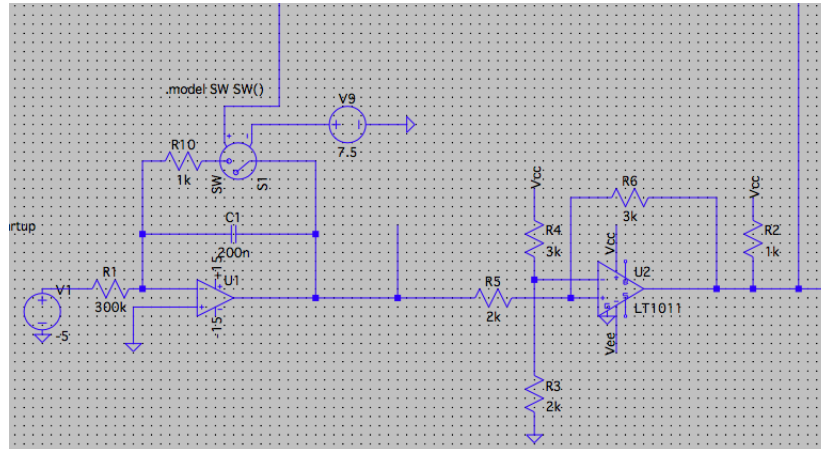 .model SW SW()
V9
+ -
7.5
R10
1k
+ -
SW
S1
Vcc
R6
3k
Vcc
rtup
C1
200n
R4
3k
Vcc
R2
1k
V1
-5
R1
300k
+15
U1
-15
R5
2k
U2
LT1011
Vee
R3
2k